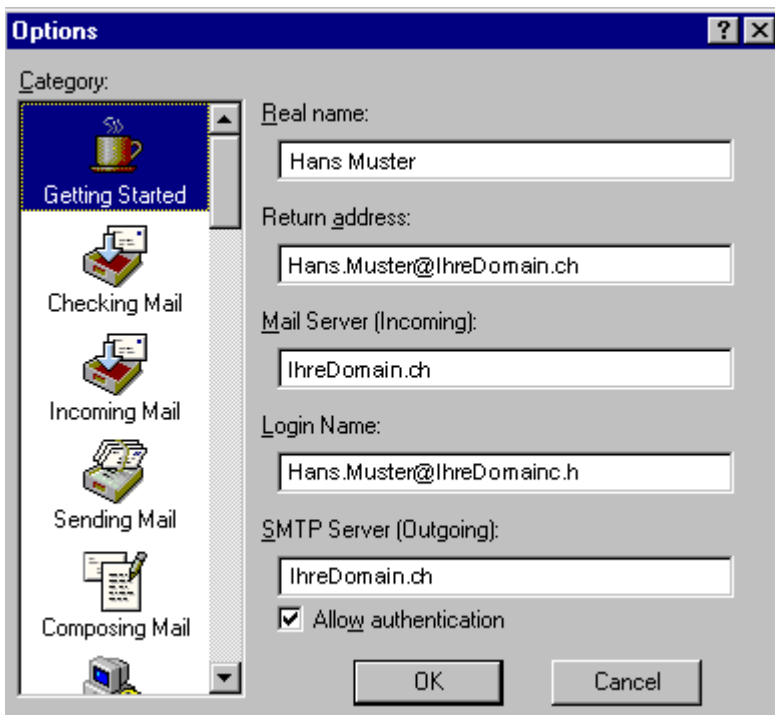 Options
Category:
Getting Started
Checking Mail
Incoming Mail
Sending Mail
Composing Mail
Real name:
Hans Muster
Return address:
Hans.Muster@IhreDomain.ch
Mail Server (Incoming):
IhreDomain.ch
Login Name:
Hans.Muster@IhreDomainc.h
SMTP Server (Outgoing):
IhreDomain.ch
Allow authentication
OK
Cancel